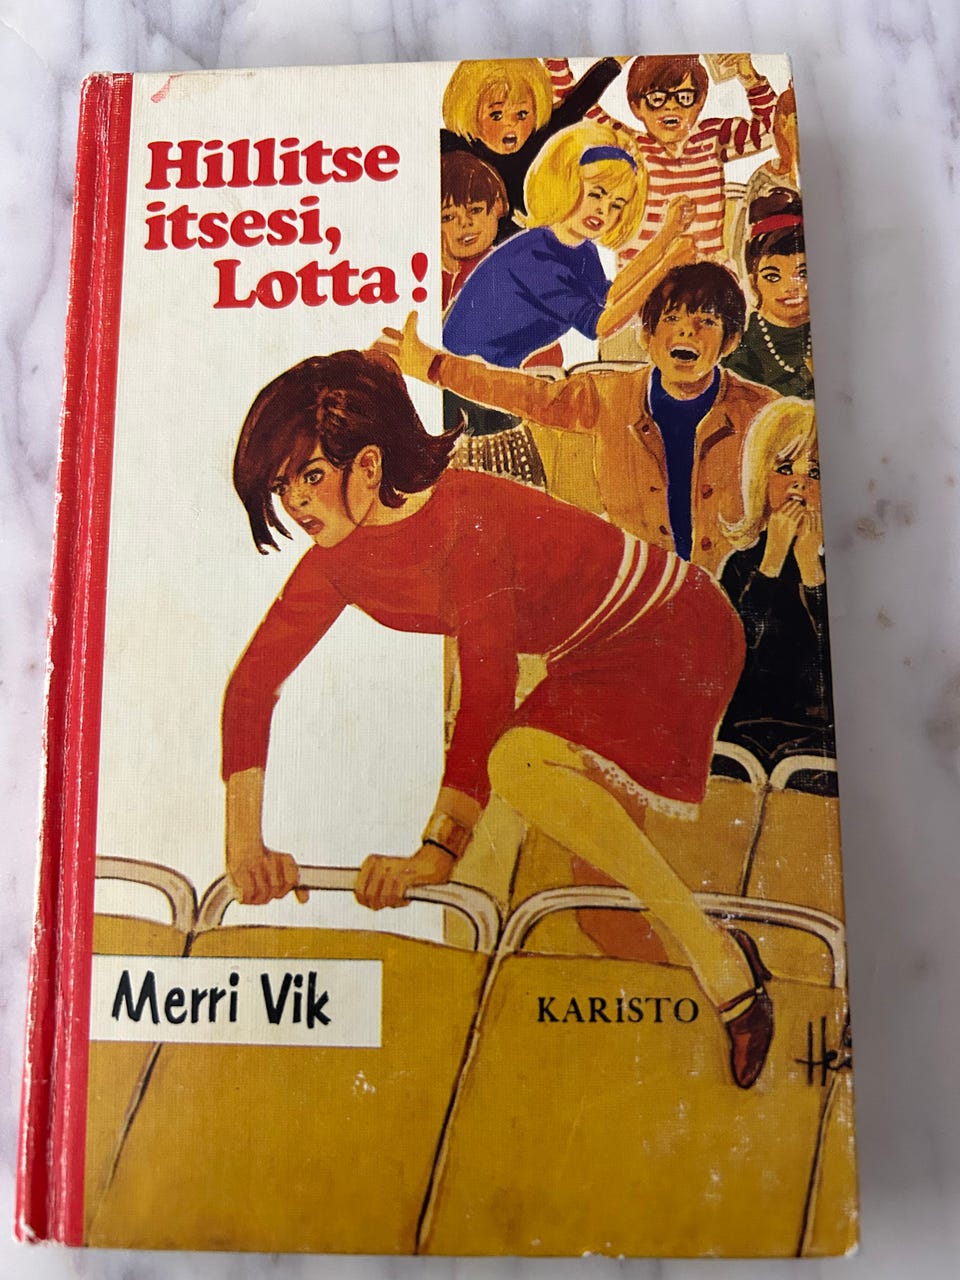 Hillitse
itsesi,
Lotta!
Merri Vik
KARISTO